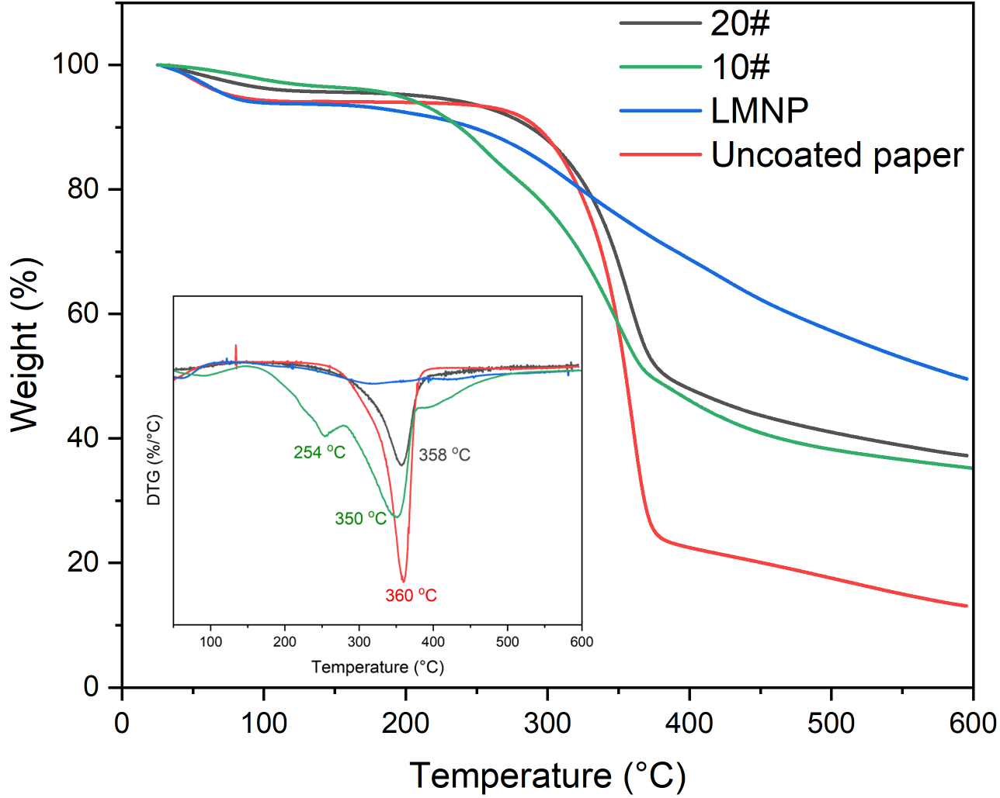 20#
10#
LMNP
Uncoated paper
100
80
60
40
20
0
Weight (%)
0 100 200 300 400 500 600
Temperature (°C)
DTG (%/°C)
254 °C
358 °C
350 °C
360 °C
100 200 300 400 500 600
Temperature (°C)